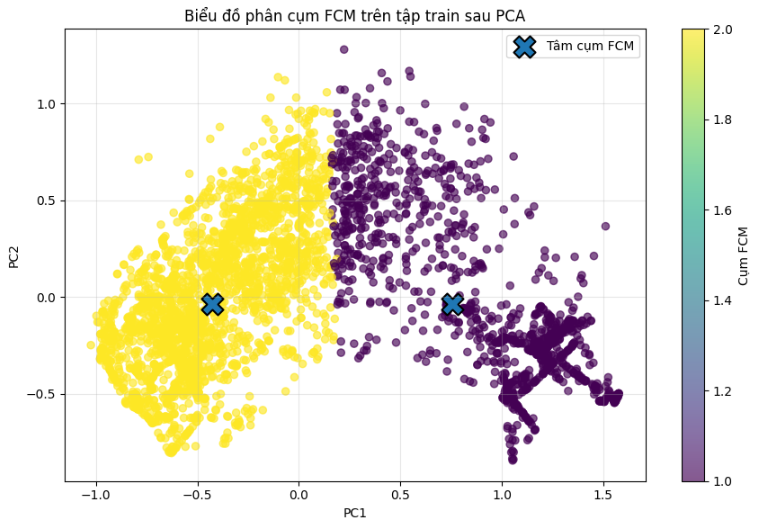 Biểu đồ phân cụm FCM trên tập train sau PCA
Tâm cụm FCM
1.0
0.5
0.0
−0.5
PC2
−1.0 −0.5 0.0 0.5 1.0 1.5
PC1
2.0
1.8
1.6
1.4
1.2
1.0
Cụm FCM